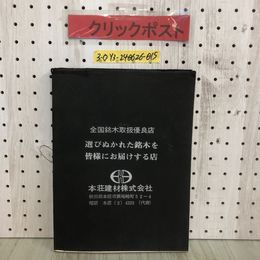 クリックポスト
3-0 Y3-240626-015
全国銘木取扱優良店
選びぬかれた銘木を
皆様にお届けする店
本荘建材株式会社